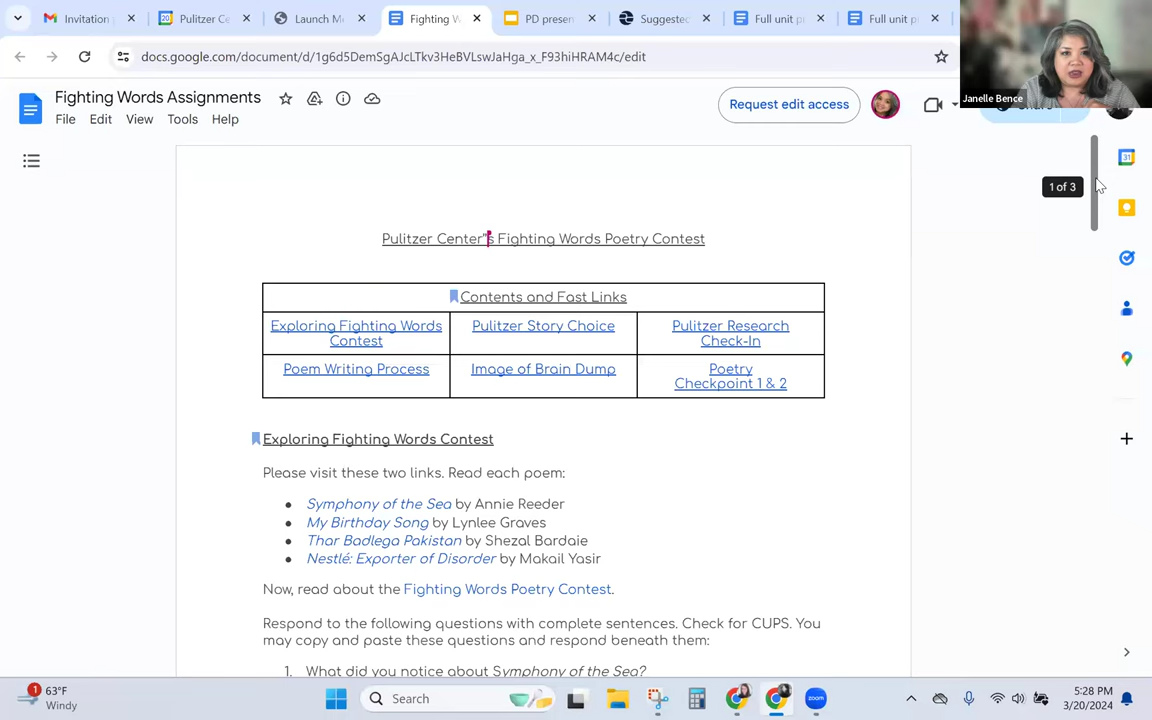 Invitation
Pulitzer Ce
Launch M
Fighting W
PD presen
Suggested
Full unit p
Full unit p
docs.google.com/document/d/1g6d5DemSgAJcLTkv3HeBVLswJaHga_x_F93hiHRAM4c/edit
Janelle Bence
Fighting Words Assignments
Request edit access
File Edit View Tools Help
1 of 3
Pulitzer Center"s Fighting Words Poetry Contest
Contents and Fast Links
Exploring Fighting Words
Contest
Pulitzer Story Choice
Pulitzer Research
Check-In
Poem Writing Process
Image of Brain Dump
Poetry
Checkpoint 1 & 2
Exploring Fighting Words Contest
Please visit these two links. Read each poem:
● Symphony of the Sea by Annie Reeder
● My Birthday Song by Lynlee Graves
● Thar Badlega Pakistan by Shezal Bardaie
● Nestlé: Exporter of Disorder by Makail Yasir
Now, read about the Fighting Words Poetry Contest.
Respond to the following questions with complete sentences. Check for CUPS. You
may copy and paste these questions and respond beneath them:
1. What did you notice about Symphony of the Sea?
1
63°F
Windy
Search
zoom
5:28 PM
3/20/2024